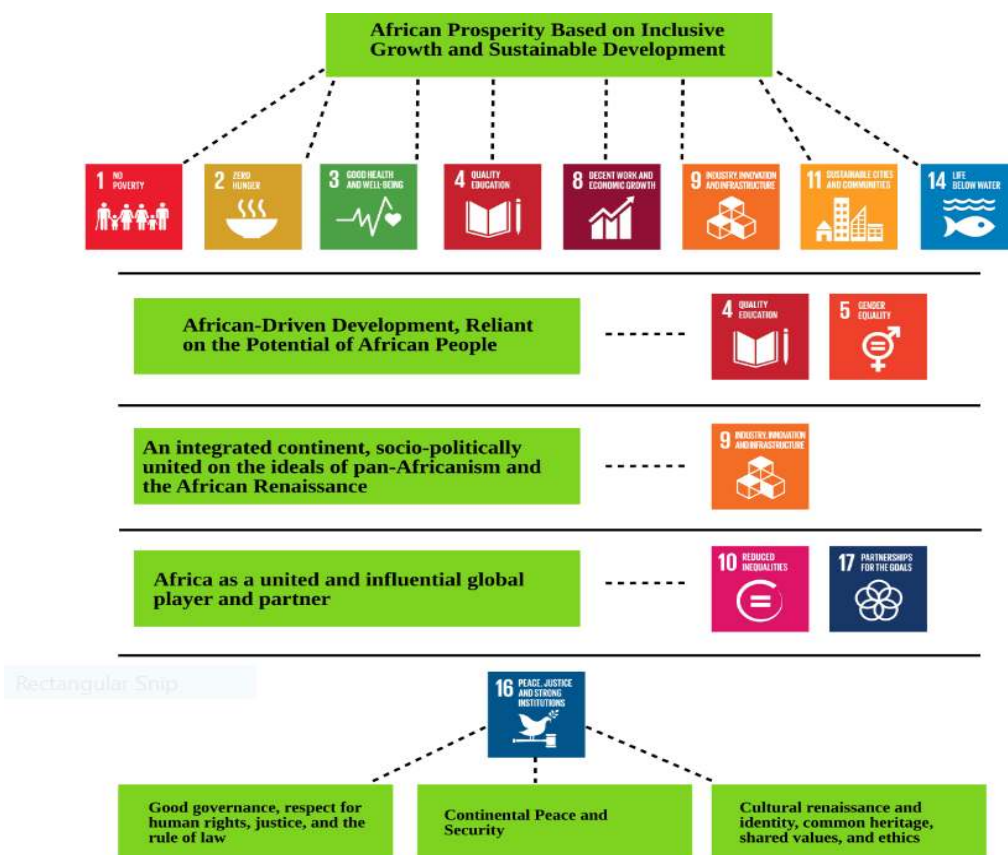 African Prosperity Based on Inclusive
Growth and Sustainable Development
1 NO
POVERTY
2 ZERO
HUNGER
3 GOOD HEALTH
AND WELL-BEING
4 QUALITY
EDUCATION
8 DECENT WORK AND
ECONOMIC GROWTH
9 INDUSTRY, INNOVATION
AND INFRASTRUCTURE
11 SUSTAINABLE CITIES
AND COMMUNITIES
14 LIFE
BELOW WATER
African-Driven Development, Reliant
on the Potential of African People
4 QUALITY
EDUCATION
5 GENDER
EQUALITY
An integrated continent, socio-politically
united on the ideals of pan-Africanism and
the African Renaissance
9 INDUSTRY, INNOVATION
AND INFRASTRUCTURE
Africa as a united and influential global
player and partner
10 REDUCED
INEQUALITIES
17 PARTNERSHIPS
FOR THE GOALS
Rectangular Snip
16 PEACE, JUSTICE
AND STRONG
INSTITUTIONS
Good governance, respect for
human rights, justice, and the
rule of law
Continental Peace and
Security
Cultural renaissance and
identity, common heritage,
shared values, and ethics